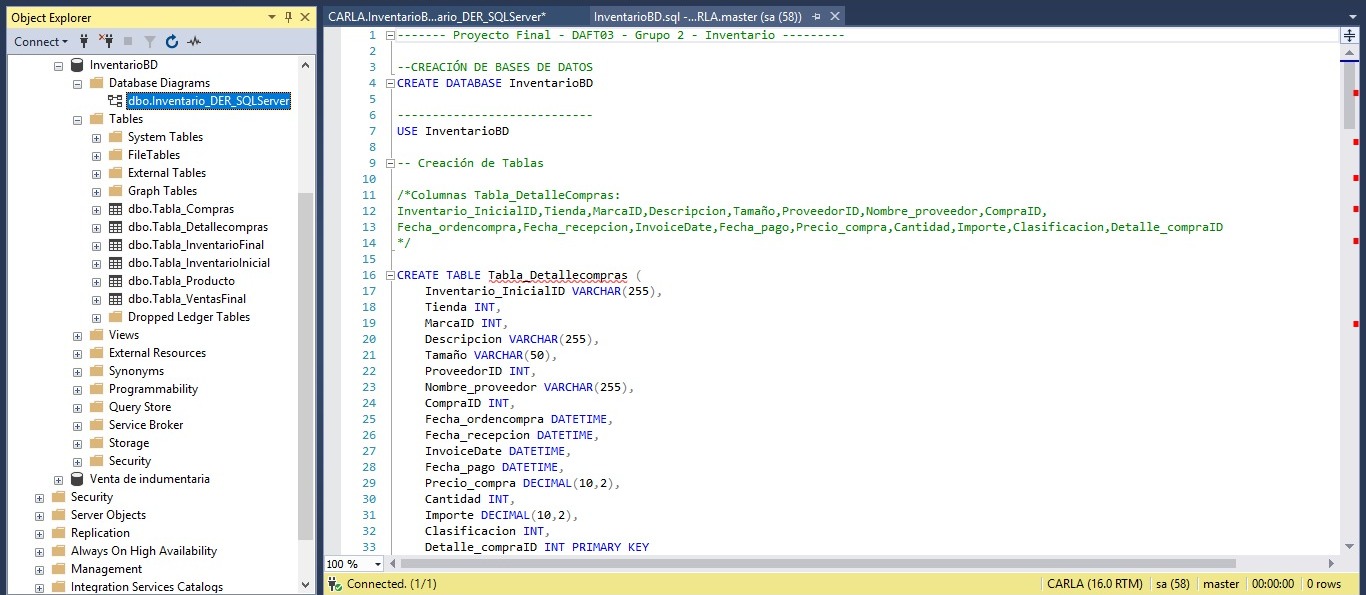 Object Explorer
Connect
InventarioBD
Database Diagrams
dbo.Inventario_DER_SQLServer
Tables
System Tables
FileTables
External Tables
Graph Tables
dbo.Tabla_Compras
dbo.Tabla_Detallecompras
dbo.Tabla_InventarioFinal
dbo.Tabla_InventarioInicial
dbo.Tabla_Producto
dbo.Tabla_VentasFinal
Dropped Ledger Tables
Views
External Resources
Synonyms
Programmability
Query Store
Service Broker
Storage
Security
Venta de indumentaria
Security
Server Objects
Replication
Always On High Availability
Management
Integration Services Catalogs
CARLA.InventarioB...ario_DER_SQLServer*
InventarioBD.sql -...RLA.master (sa (58))
1 ------- Proyecto Final - DAFT03 - Grupo 2 - Inventario ---------
2
3 --CREACIÓN DE BASES DE DATOS
4 CREATE DATABASE InventarioBD
5
6 ----------------------------
7 USE InventarioBD
8
9 -- Creación de Tablas
10
11 /*Columnas Tabla_DetalleCompras:
12 Inventario_InicialID,Tienda,MarcaID,Descripcion,Tamaño,ProveedorID,Nombre_proveedor,CompraID,
13 Fecha_ordencompra,Fecha_recepcion,InvoiceDate,Fecha_pago,Precio_compra,Cantidad,Importe,Clasificacion,Detalle_compraID
14 */
15
16 CREATE TABLE Tabla_Detallecompras (
17 Inventario_InicialID VARCHAR(255),
18 Tienda INT,
19 MarcaID INT,
20 Descripcion VARCHAR(255),
21 Tamaño VARCHAR(50),
22 ProveedorID INT,
23 Nombre_proveedor VARCHAR(255),
24 CompraID INT,
25 Fecha_ordencompra DATETIME,
26 Fecha_recepcion DATETIME,
27 InvoiceDate DATETIME,
28 Fecha_pago DATETIME,
29 Precio_compra DECIMAL(10,2),
30 Cantidad INT,
31 Importe DECIMAL(10,2),
32 Clasificacion INT,
33 Detalle_compraID INT PRIMARY KEY
100 %
Connected. (1/1)
CARLA (16.0 RTM)
sa (58)
master
00:00:00
0 rows